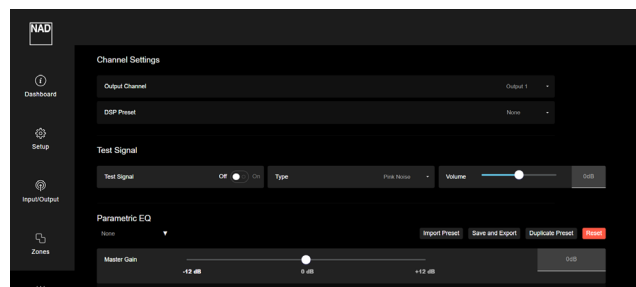 NAD
Channel Settings
Output Channel Output 1
Dashboard
DSP Preset None
Setup
Test Signal
Test Signal Off On Type Pink Noise Volume 0dB
Input/Output
Parametric EQ
None Import Preset Save and Export Duplicate Preset Reset
Zones
Master Gain 0dB
-12 dB 0 dB +12 dB